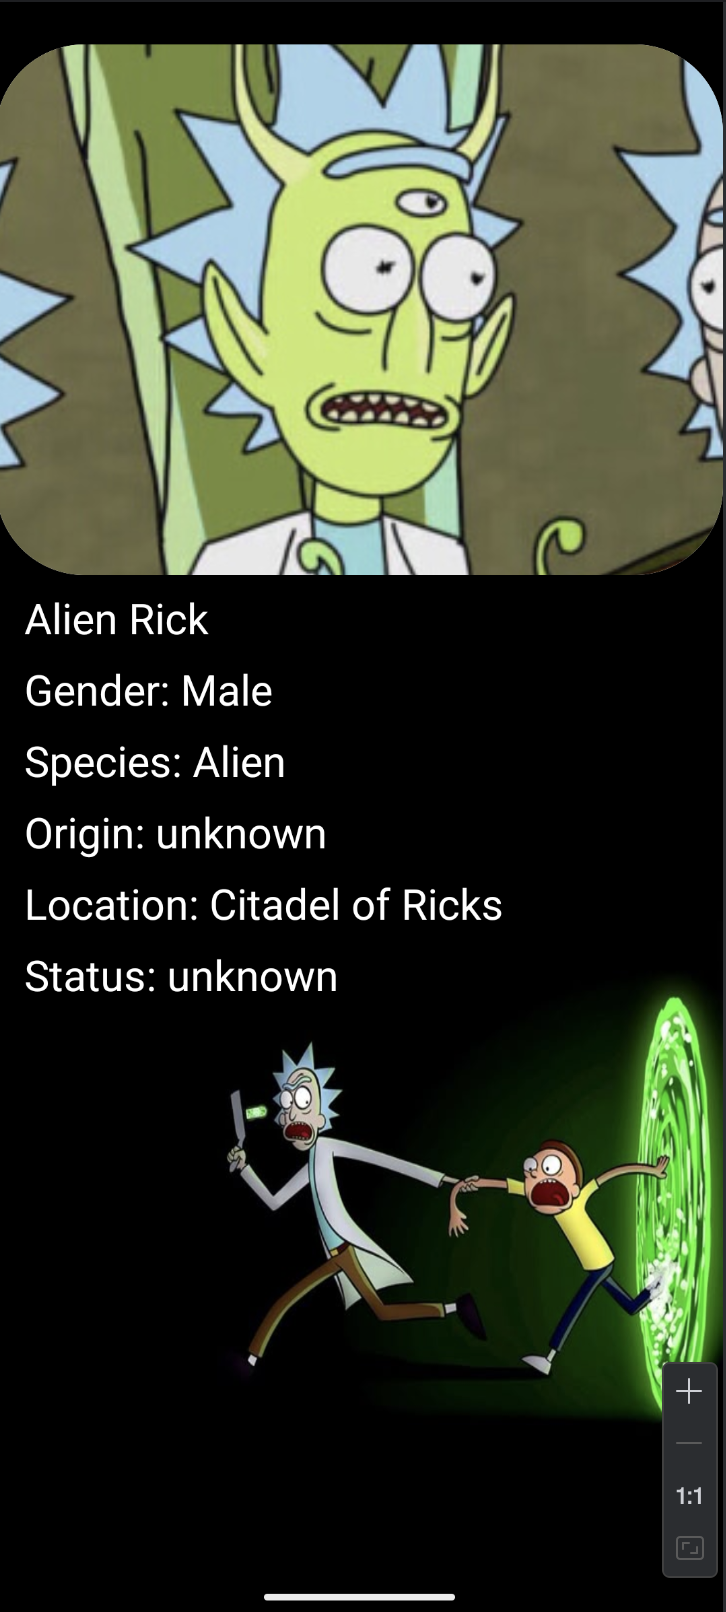 Alien Rick
Gender: Male
Species: Alien
Origin: unknown
Location: Citadel of Ricks
Status: unknown
1:1